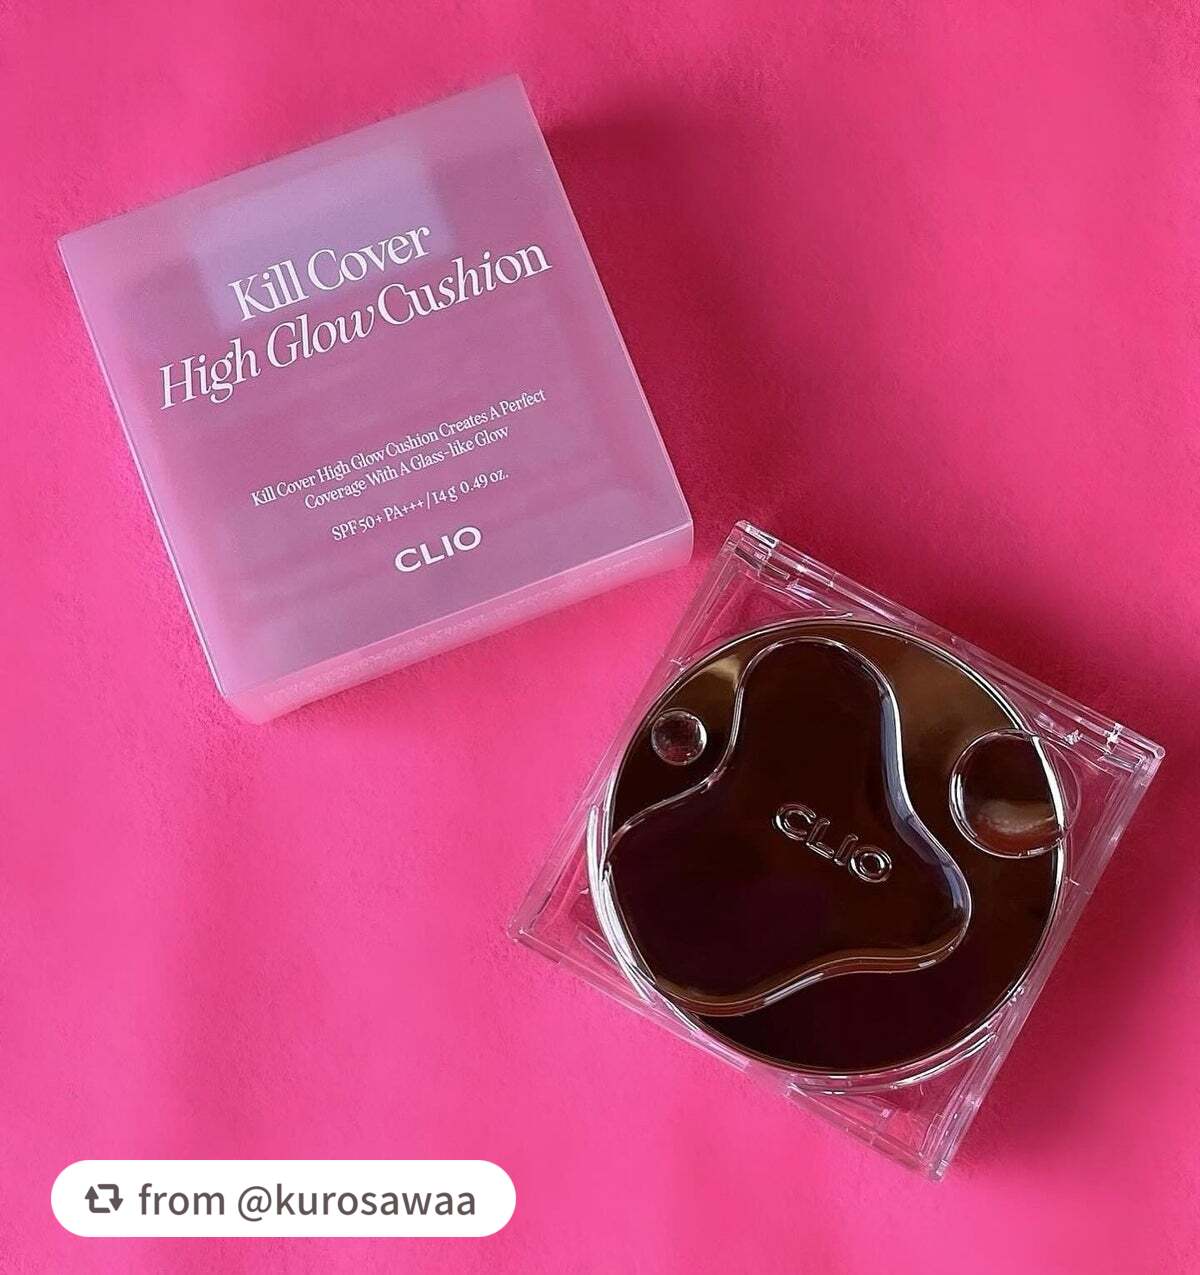 Kill Cover
High Glow Cushion
Kill Cover High Glow Cushion Creates A Perfect
Coverage With A Glass-like Glow
SPF 50+ PA+++ / 14 g 0.49 oz.
CLIO
CLIO
from @kurosawaa